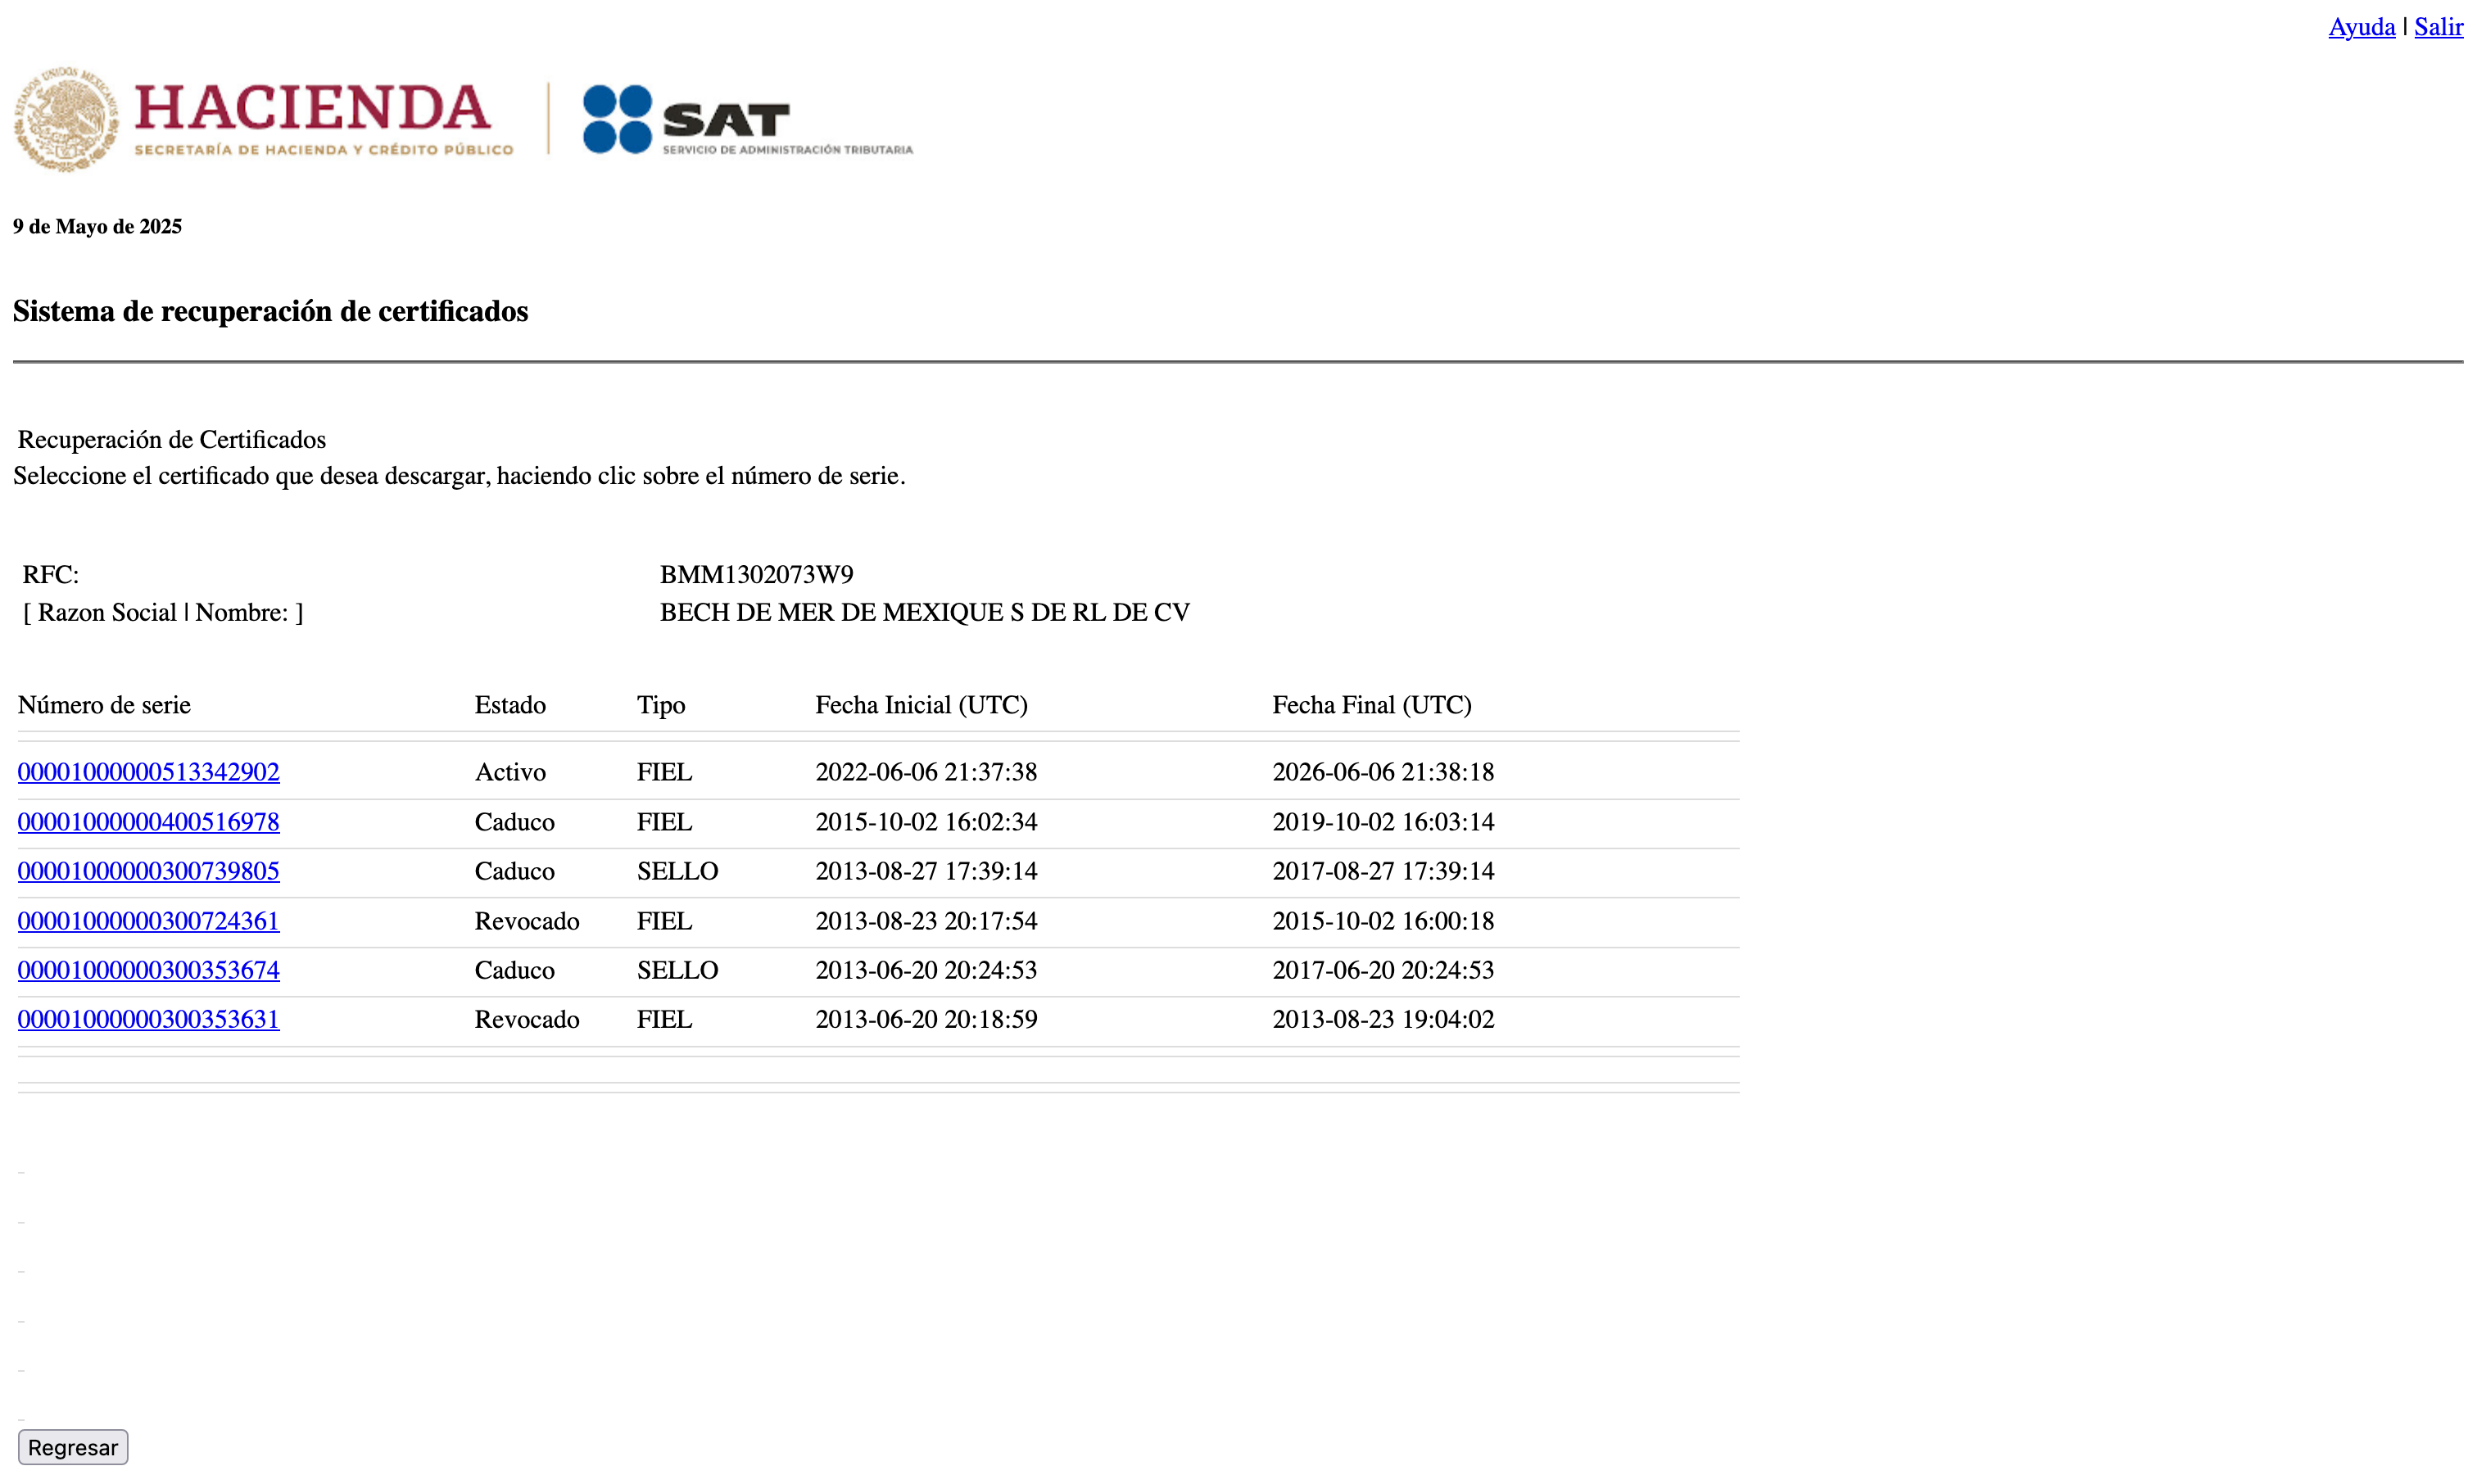 Ayuda | Salir
ESTADOS UNIDOS MEXICANOS
HACIENDA
SECRETARÍA DE HACIENDA Y CRÉDITO PÚBLICO
SAT
SERVICIO DE ADMINISTRACIÓN TRIBUTARIA
9 de Mayo de 2025
Sistema de recuperación de certificados
Recuperación de Certificados
Seleccione el certificado que desea descargar, haciendo clic sobre el número de serie.
RFC: BMM1302073W9
[ Razon Social | Nombre: ] BECH DE MER DE MEXIQUE S DE RL DE CV
Número de serie Estado Tipo Fecha Inicial (UTC) Fecha Final (UTC)
00001000000513342902 Activo FIEL 2022-06-06 21:37:38 2026-06-06 21:38:18
00001000000400516978 Caduco FIEL 2015-10-02 16:02:34 2019-10-02 16:03:14
00001000000300739805 Caduco SELLO 2013-08-27 17:39:14 2017-08-27 17:39:14
00001000000300724361 Revocado FIEL 2013-08-23 20:17:54 2015-10-02 16:00:18
00001000000300353674 Caduco SELLO 2013-06-20 20:24:53 2017-06-20 20:24:53
00001000000300353631 Revocado FIEL 2013-06-20 20:18:59 2013-08-23 19:04:02
Regresar